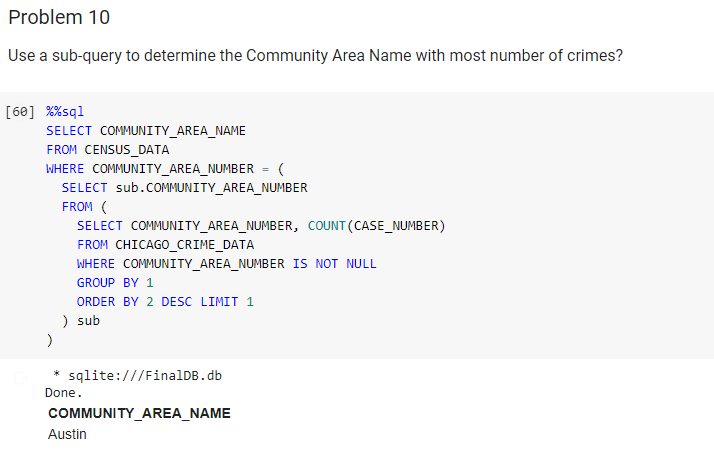 Problem 10
Use a sub-query to determine the Community Area Name with most number of crimes?
[60] %%sql
SELECT COMMUNITY_AREA_NAME
FROM CENSUS_DATA
WHERE COMMUNITY_AREA_NUMBER = (
SELECT sub.COMMUNITY_AREA_NUMBER
FROM (
SELECT COMMUNITY_AREA_NUMBER, COUNT(CASE_NUMBER)
FROM CHICAGO_CRIME_DATA
WHERE COMMUNITY_AREA_NUMBER IS NOT NULL
GROUP BY 1
ORDER BY 2 DESC LIMIT 1
) sub
)
* sqlite:///FinalDB.db
Done.
COMMUNITY_AREA_NAME
Austin